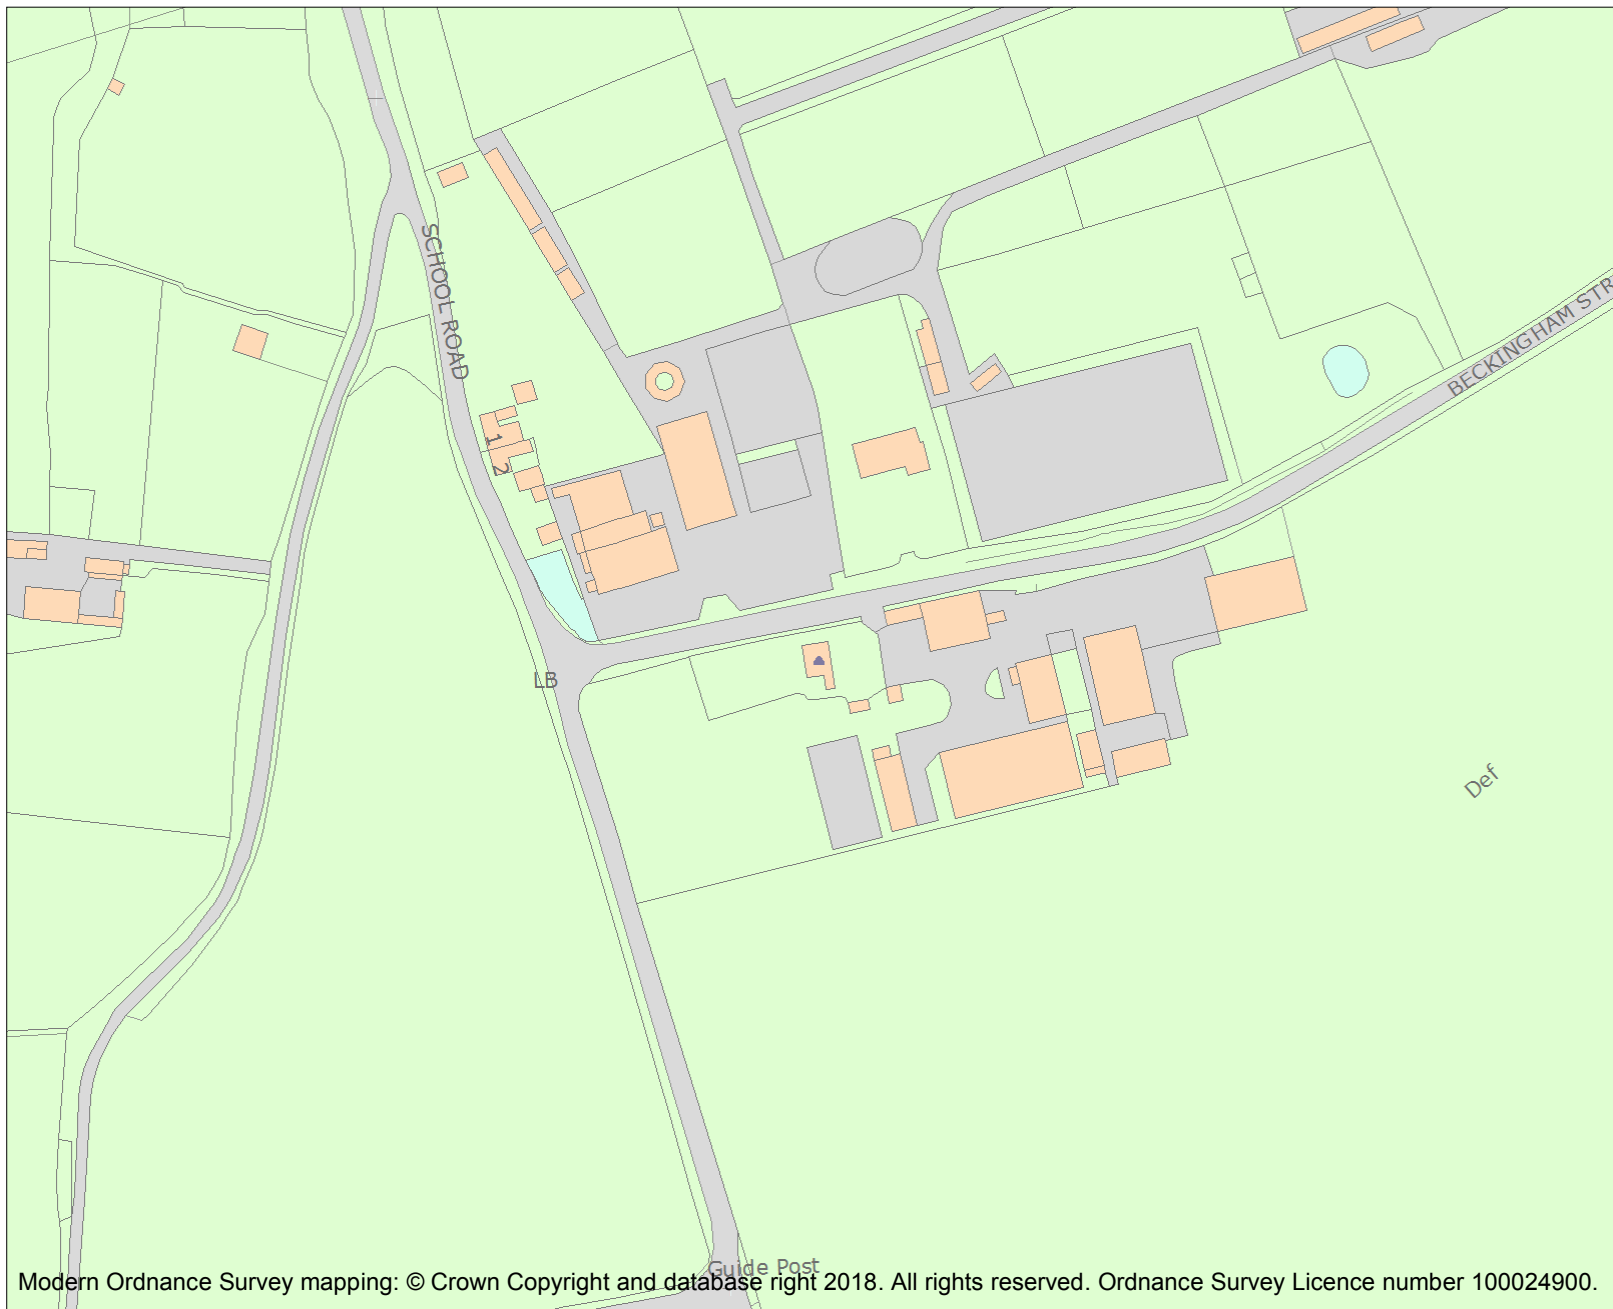 SCHOOL ROAD
BECKINGHAM STR
1
2
LB
Def
Guide Post
Modern Ordnance Survey mapping: © Crown Copyright and database right 2018. All rights reserved. Ordnance Survey Licence number 100024900.